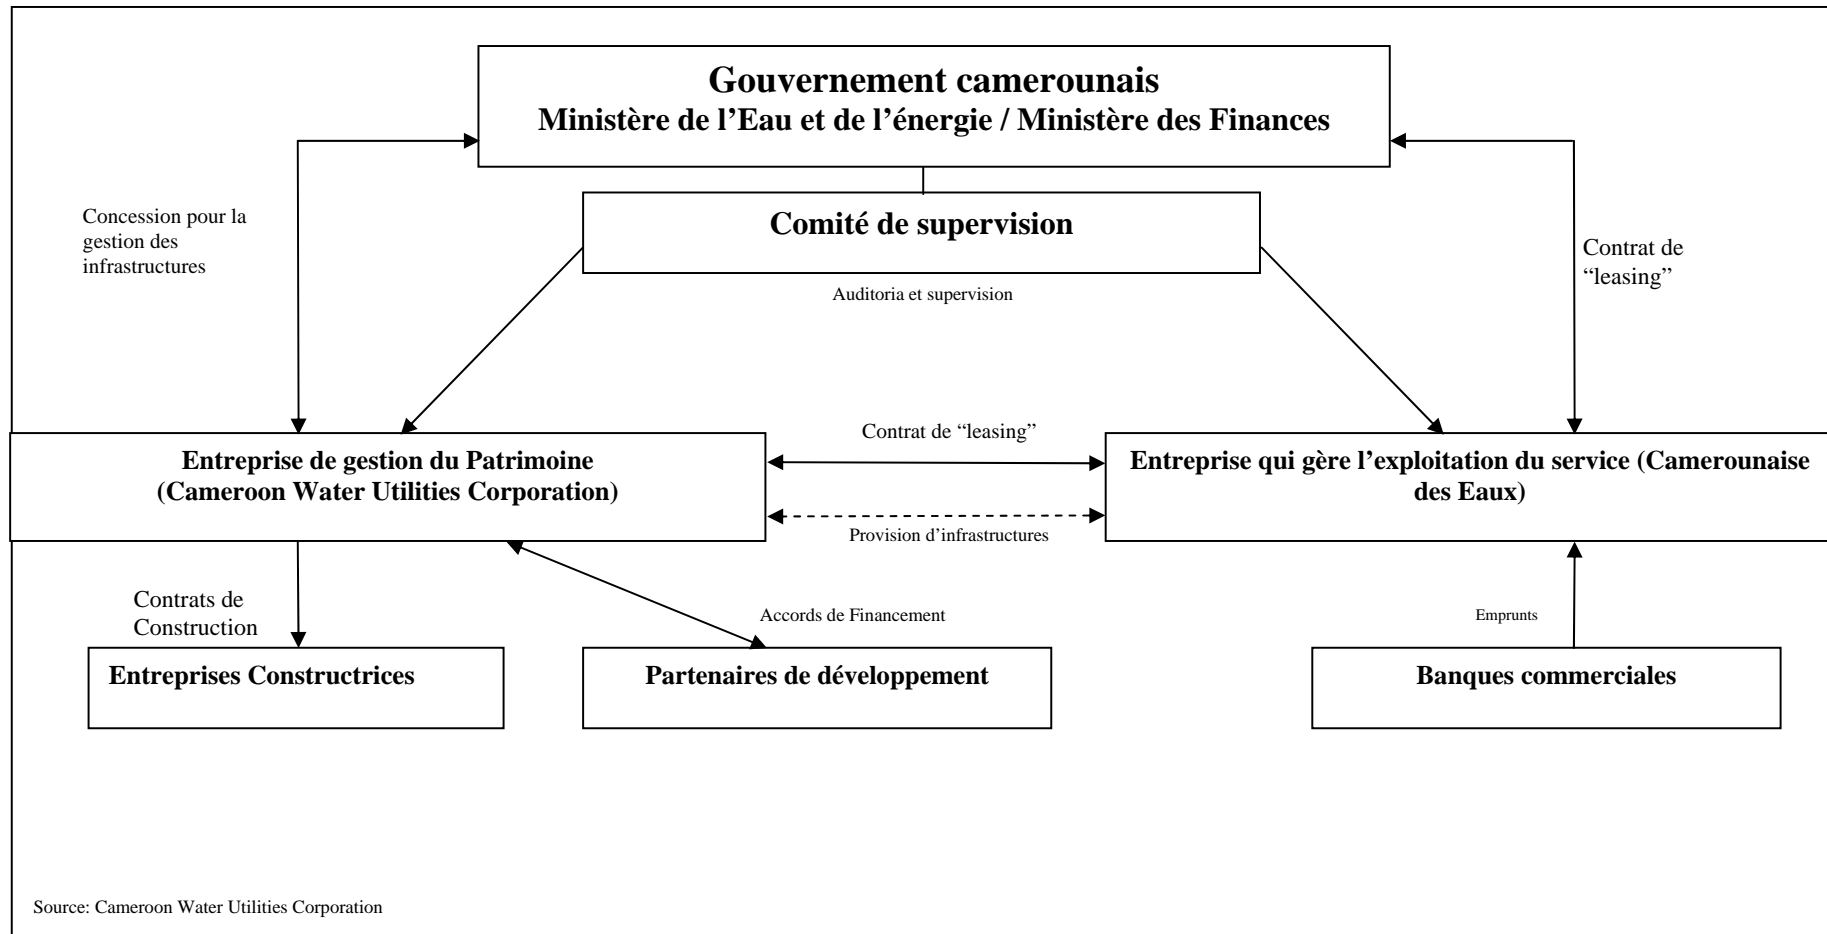 Gouvernement camerounais
Ministère de l’Eau et de l’énergie / Ministère des Finances
Comité de supervision
Concession pour la
gestion des
infrastructures
Contrat de
“leasing”
Auditoria et supervision
Contrat de “leasing”
Entreprise de gestion du Patrimoine
(Cameroon Water Utilities Corporation)
Entreprise qui gère l’exploitation du service (Camerounaise
des Eaux)
Provision d’infrastructures
Contrats de
Construction
Accords de Financement
Emprunts
Entreprises Constructrices
Partenaires de développement
Banques commerciales
Source: Cameroon Water Utilities Corporation